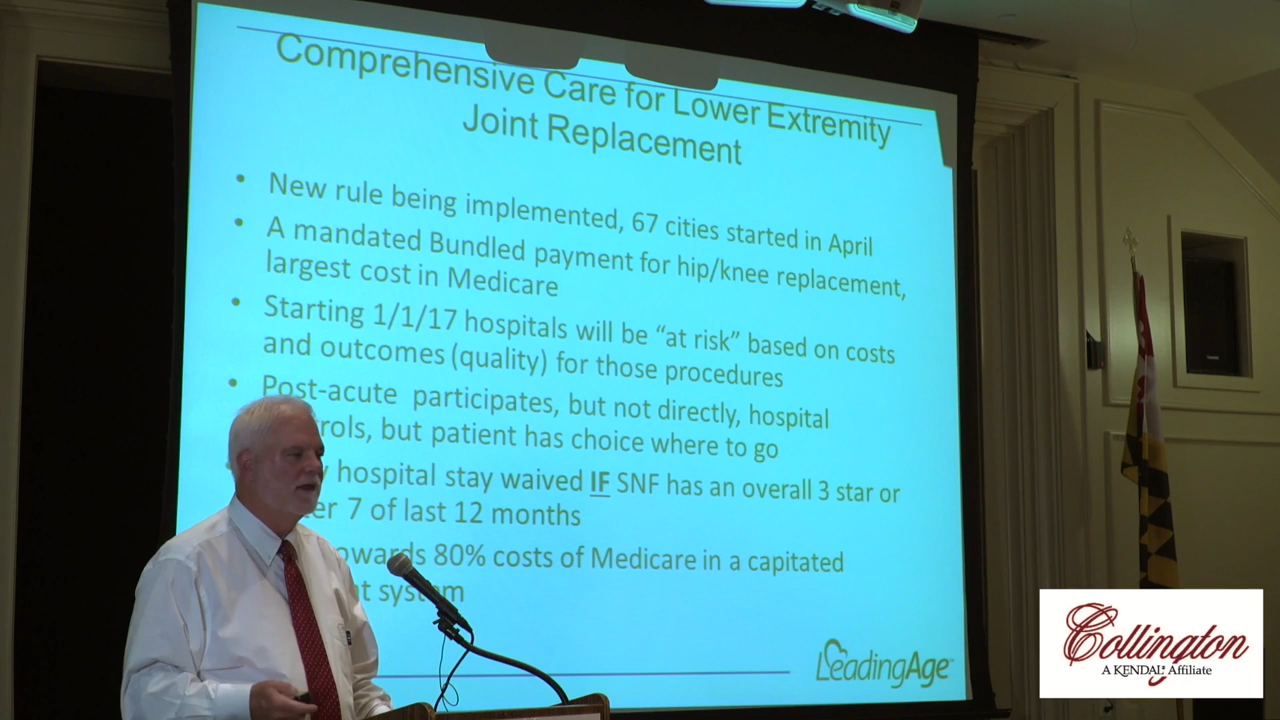 Comprehensive Care for Lower Extremity
Joint Replacement
• New rule being implemented, 67 cities started in April
• A mandated Bundled payment for hip/knee replacement,
largest cost in Medicare
• Starting 1/1/17 hospitals will be “at risk” based on costs
and outcomes (quality) for those procedures
• Post-acute participates, but not directly, hospital
but patient has choice where to go
hospital stay waived IF SNF has an overall 3 star or
7 of last 12 months
80% costs of Medicare in a capitated
system
LeadingAge
Collington
A KENDAL Affiliate